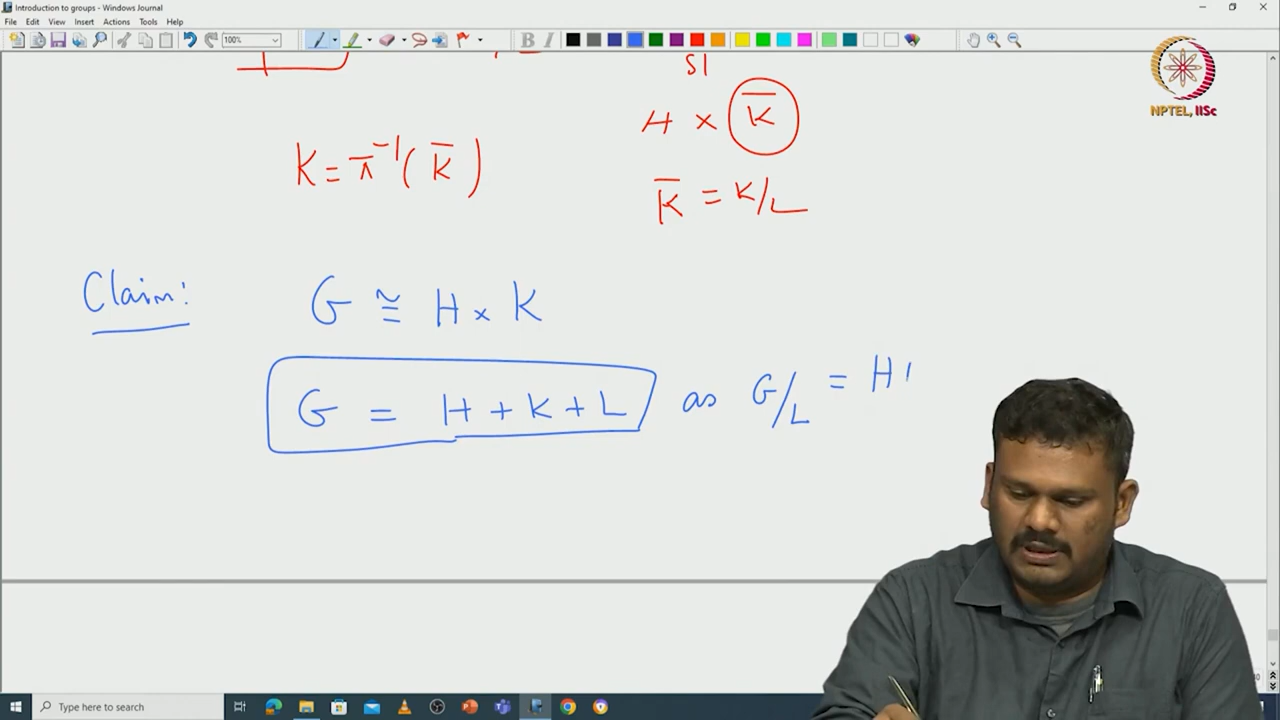 Introduction to groups - Windows Journal
File Edit View Insert Actions Journal Tools Help
100%
B I
NPTEL, IISc
S1
H × K̅
K = π⁻¹( K̅ )
K̅ = K/L
Claim: G ≅ H × K
G = H + K + L as G/L = H
Type here to search